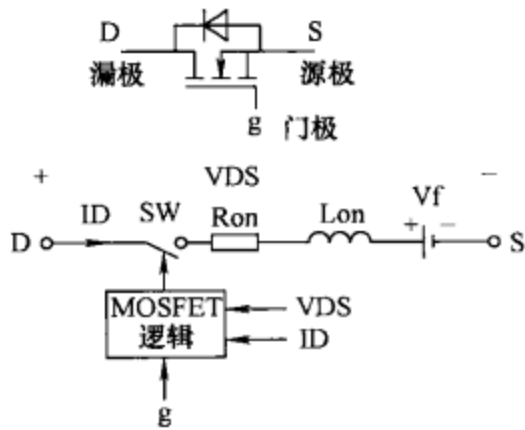 D S
漏极 源极
g 门极
+ VDS −
ID SW Ron Lon Vf
+ −
D S
MOSFET VDS
逻辑 ID
g